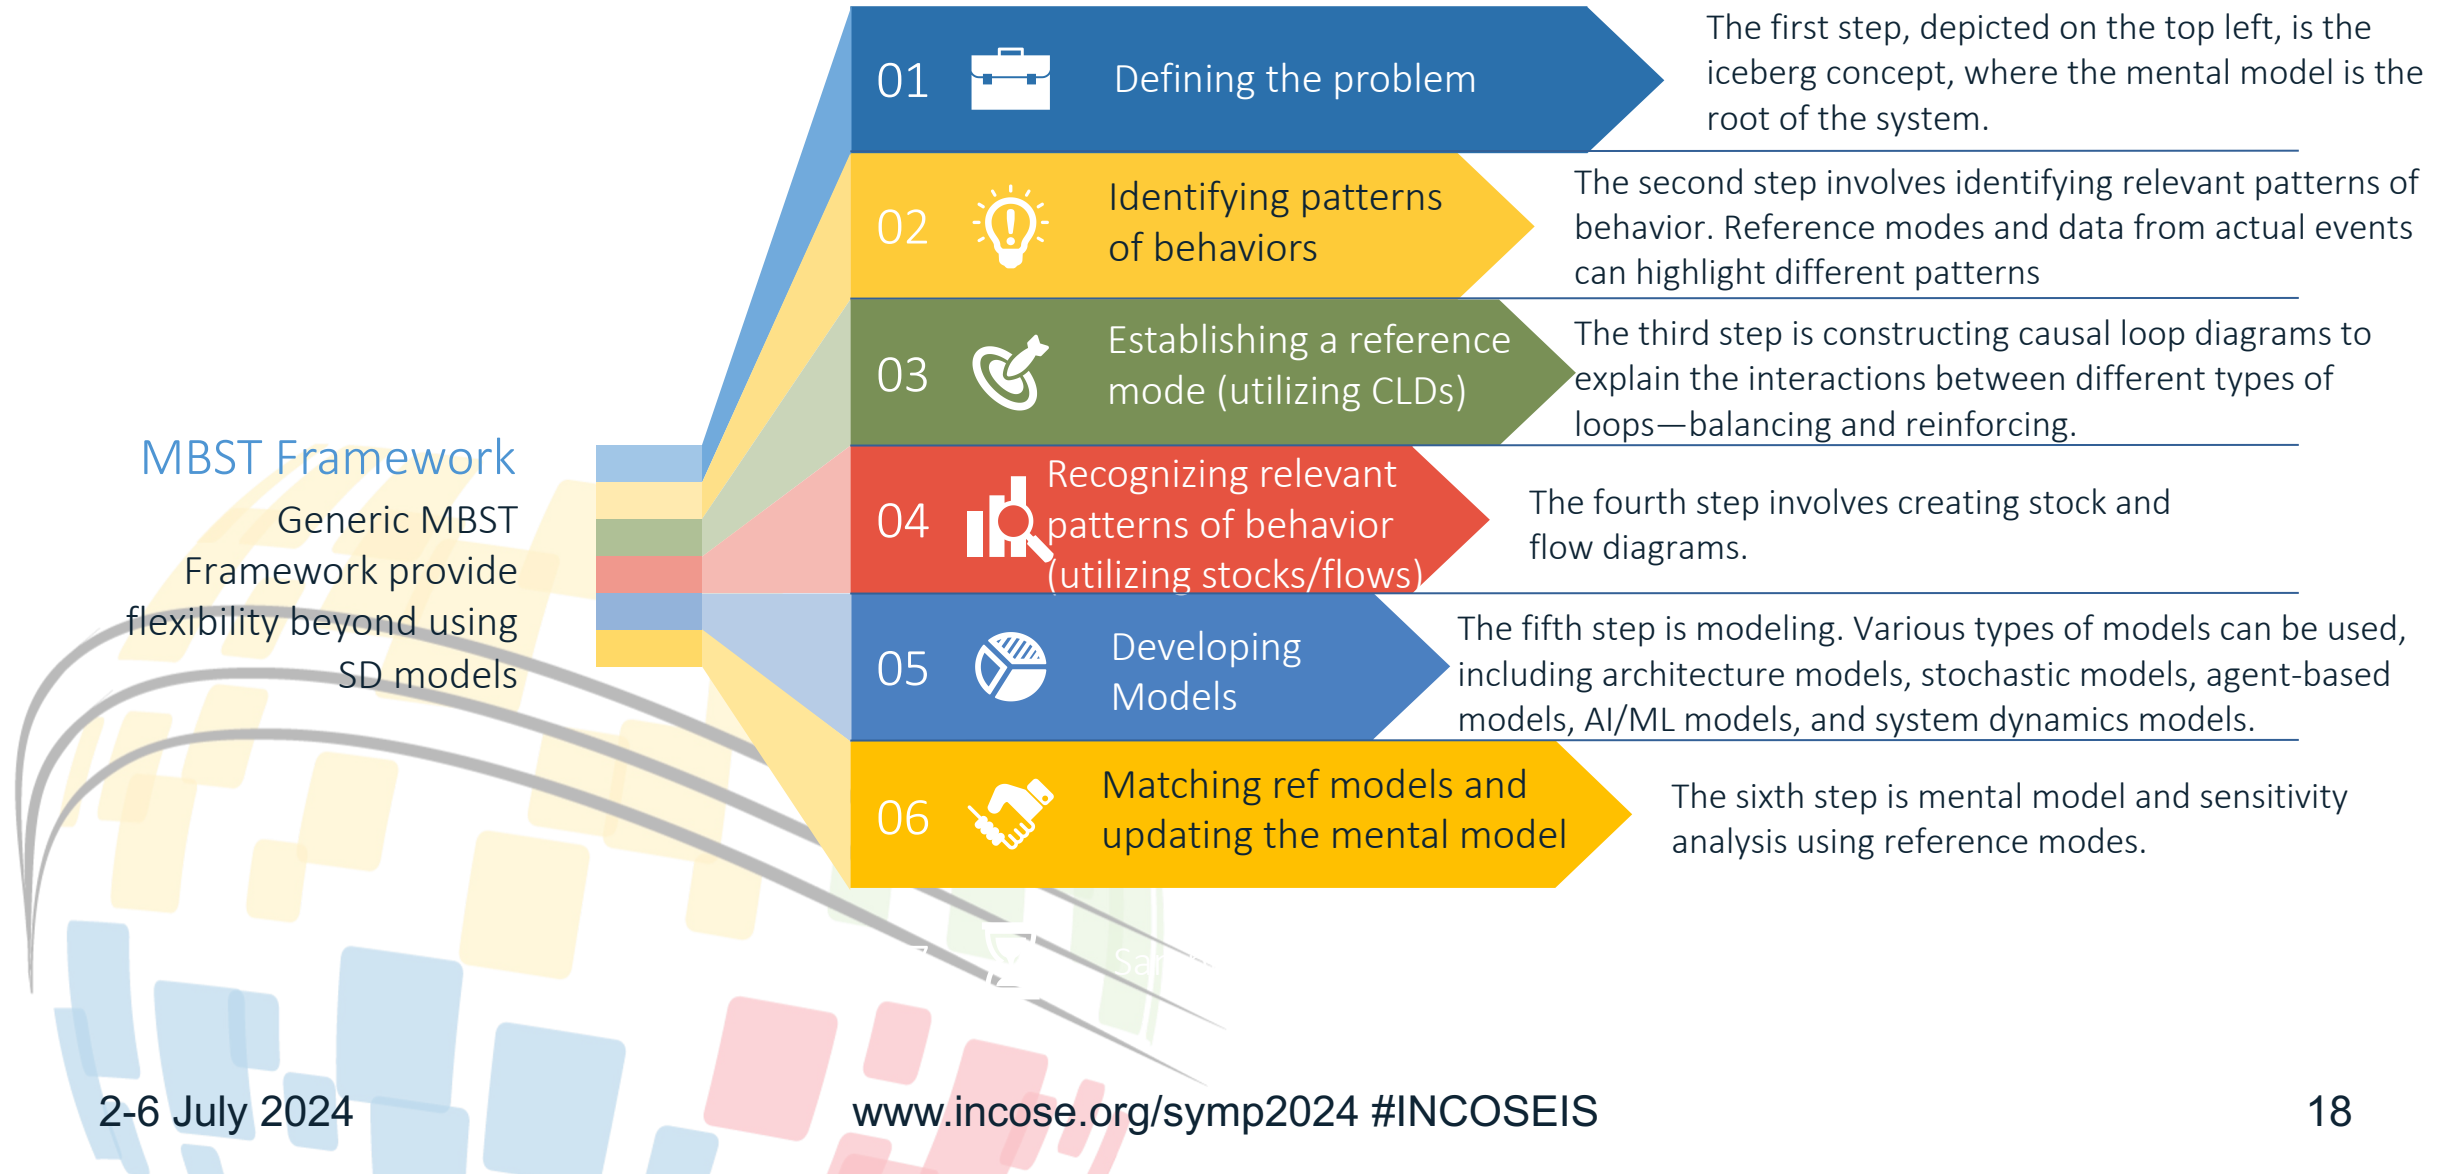 MBST Framework
Generic MBST
Framework provide
flexibility beyond using
SD models
01
Defining the problem
The first step, depicted on the top left, is the
iceberg concept, where the mental model is the
root of the system.
02
Identifying patterns
of behaviors
The second step involves identifying relevant patterns of
behavior. Reference modes and data from actual events
can highlight different patterns
03
Establishing a reference
mode (utilizing CLDs)
The third step is constructing causal loop diagrams to
explain the interactions between different types of
loops—balancing and reinforcing.
04
Recognizing relevant
patterns of behavior
(utilizing stocks/flows)
The fourth step involves creating stock and
flow diagrams.
05
Developing
Models
The fifth step is modeling. Various types of models can be used,
including architecture models, stochastic models, agent-based
models, AI/ML models, and system dynamics models.
06
Matching ref models and
updating the mental model
The sixth step is mental model and sensitivity
analysis using reference modes.
2-6 July 2024
www.incose.org/symp2024 #INCOSEIS
18